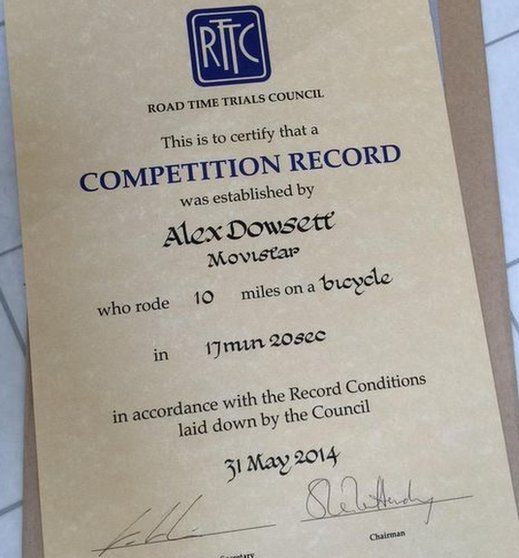 RTTC
ROAD TIME TRIALS COUNCIL
This is to certify that a
COMPETITION RECORD
was established by
Alex Dowsett
Movistar
who rode 10 miles on a bicycle
in 17min 20sec
in accordance with the Record Conditions
laid down by the Council
31 May 2014
Secretary
Chairman